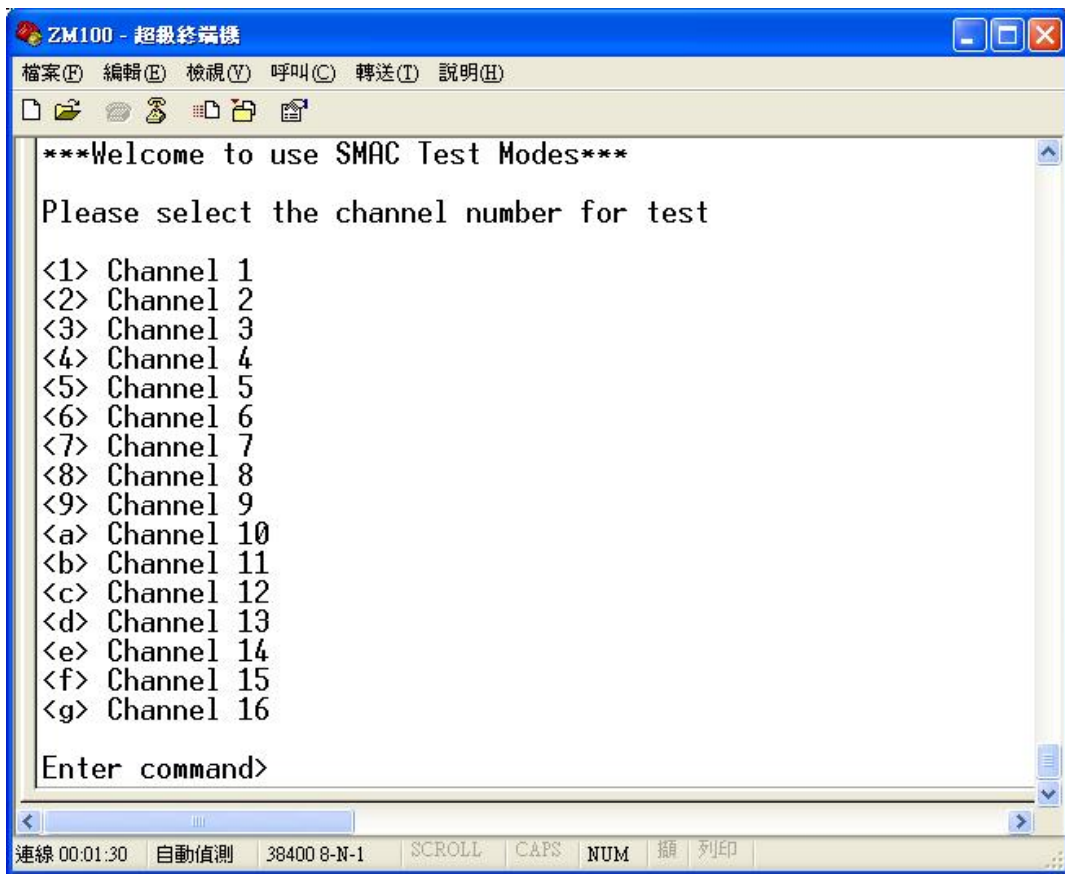 ZM100 - 超級終端機
檔案(F) 編輯(E) 檢視(V) 呼叫(C) 轉送(T) 說明(H)
***Welcome to use SMAC Test Modes***
Please select the channel number for test
<1> Channel 1
<2> Channel 2
<3> Channel 3
<4> Channel 4
<5> Channel 5
<6> Channel 6
<7> Channel 7
<8> Channel 8
<9> Channel 9
<a> Channel 10
<b> Channel 11
<c> Channel 12
<d> Channel 13
<e> Channel 14
<f> Channel 15
<g> Channel 16
Enter command>
連線 00:01:30 自動偵測 38400 8-N-1 SCROLL CAPS NUM 擷 列印